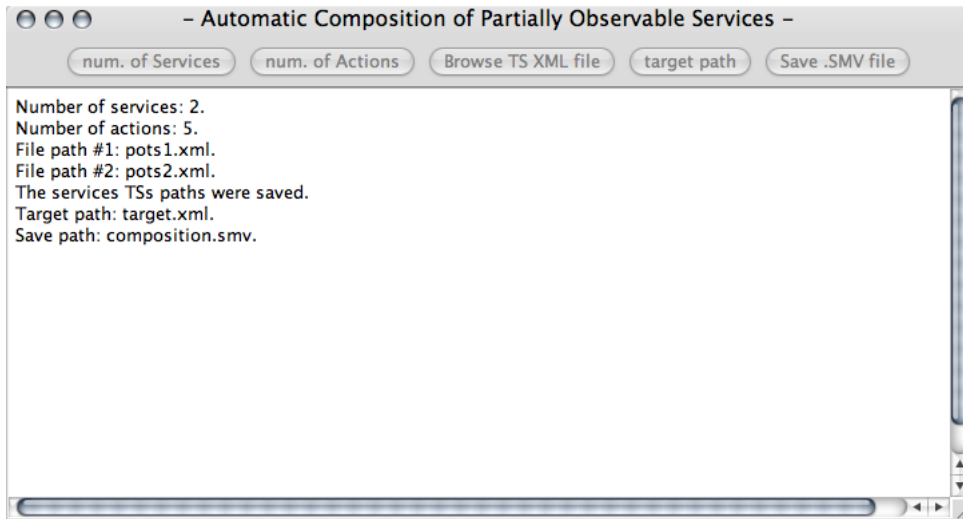 – Automatic Composition of Partially Observable Services –
num. of Services num. of Actions Browse TS XML file target path Save .SMV file
Number of services: 2.
Number of actions: 5.
File path #1: pots1.xml.
File path #2: pots2.xml.
The services TSs paths were saved.
Target path: target.xml.
Save path: composition.smv.